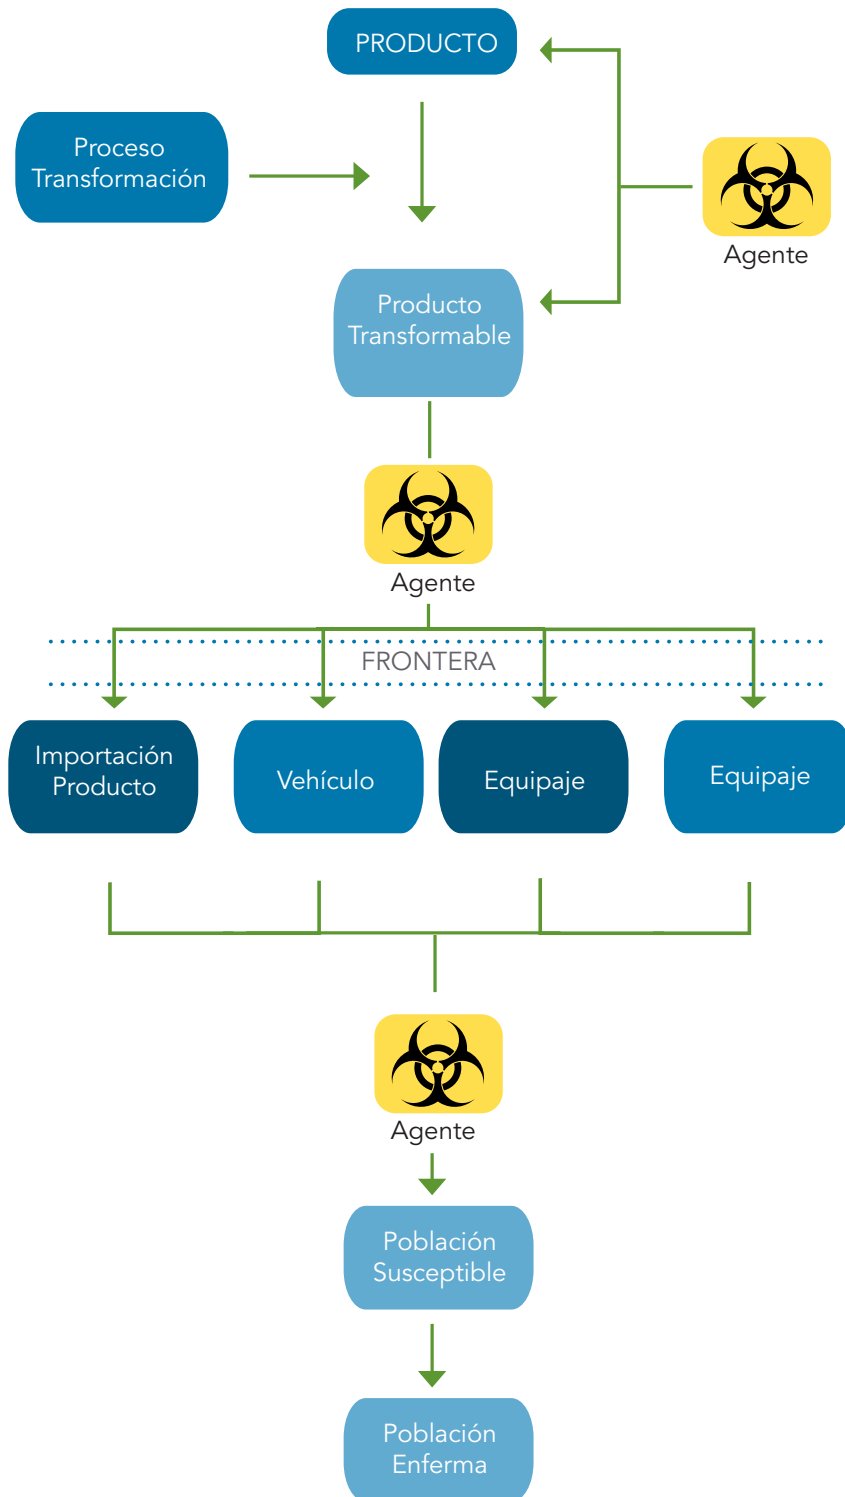 PRODUCTO
Proceso
Transformación
Agente
Producto
Transformable
Agente
FRONTERA
Importación
Producto
Vehículo
Equipaje
Equipaje
Agente
Población
Susceptible
Población
Enferma